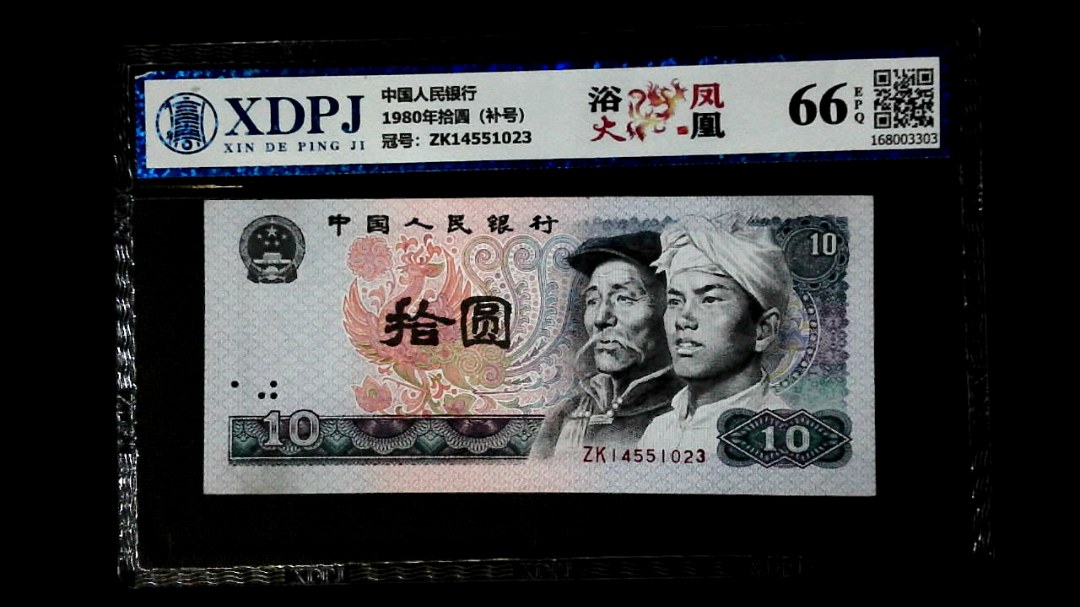 XDPJ
XIN DE PING JI
中国人民银行
1980年拾圆（补号）
冠号：ZK14551023
浴火
凤凰
66
EPQ
168003303
中国人民银行
10
拾圆
10
ZK14551023
10
XDPJ